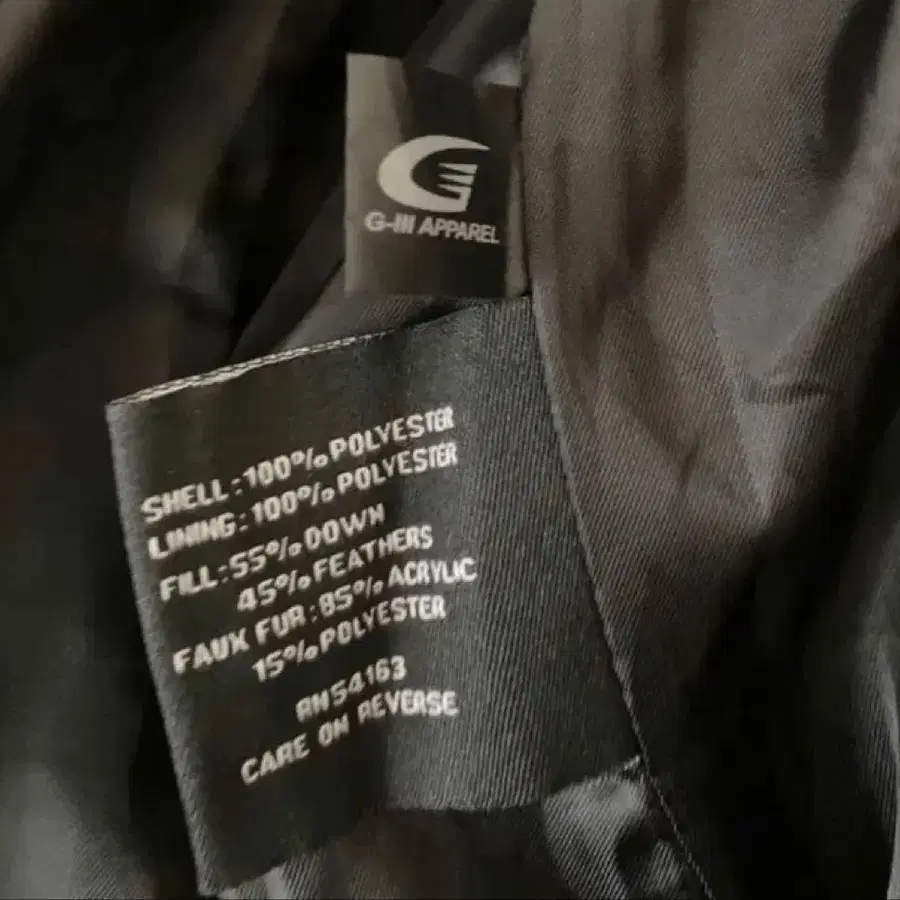 G-III APPAREL
SHELL:100%POLYESTER
LINING:100%POLYESTER
FILL:55%DOWN
45%FEATHERS
FAUX FUR:85%ACRYLIC
15%POLYESTER
RN54163
CARE ON REVERSE